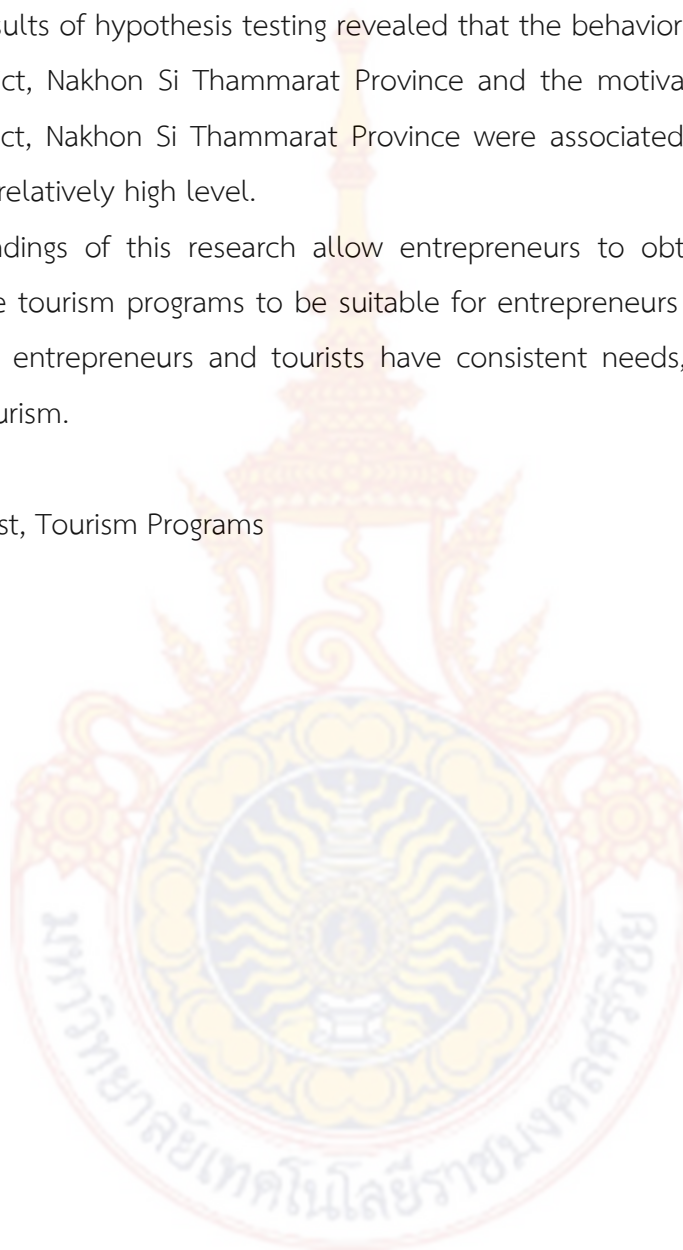 sults of hypothesis testing revealed that the behavior
ct, Nakhon Si Thammarat Province and the motiva
ct, Nakhon Si Thammarat Province were associated
relatively high level.
ndings of this research allow entrepreneurs to obt
e tourism programs to be suitable for entrepreneurs
entrepreneurs and tourists have consistent needs,
urism.
st, Tourism Programs
มหาวิทยาลัยเทคโนโลยีราชมงคลศรีวิชัย